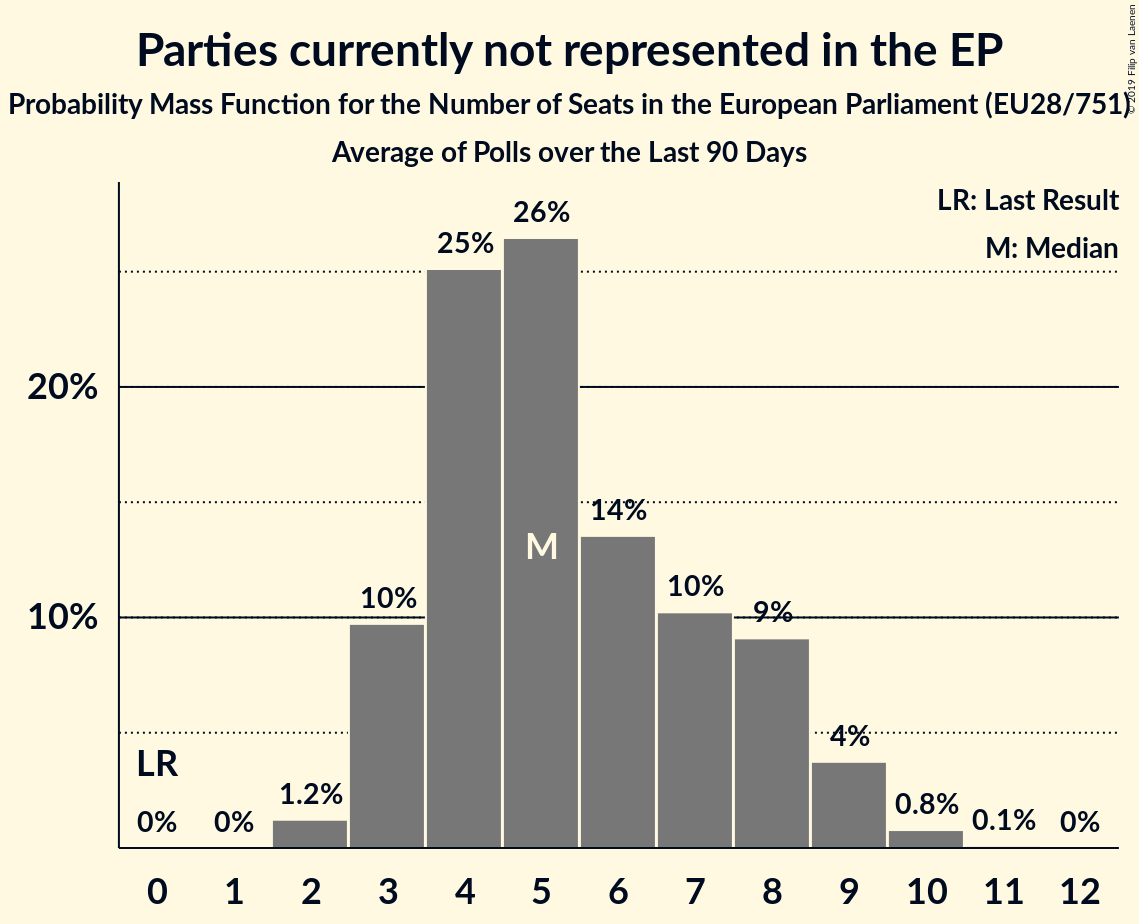 Parties currently not represented in the EP
Probability Mass Function for the Number of Seats in the European Parliament (EU28/751)
Average of Polls over the Last 90 Days
© 2019 Filip van Laenen
LR: Last Result
M: Median
26%
25%
20%
14%
M
10%
10%
9%
10%
4%
LR
1.2%
0.8%
0%
0%
0.1%
0%
0 1 2 3 4 5 6 7 8 9 10 11 12